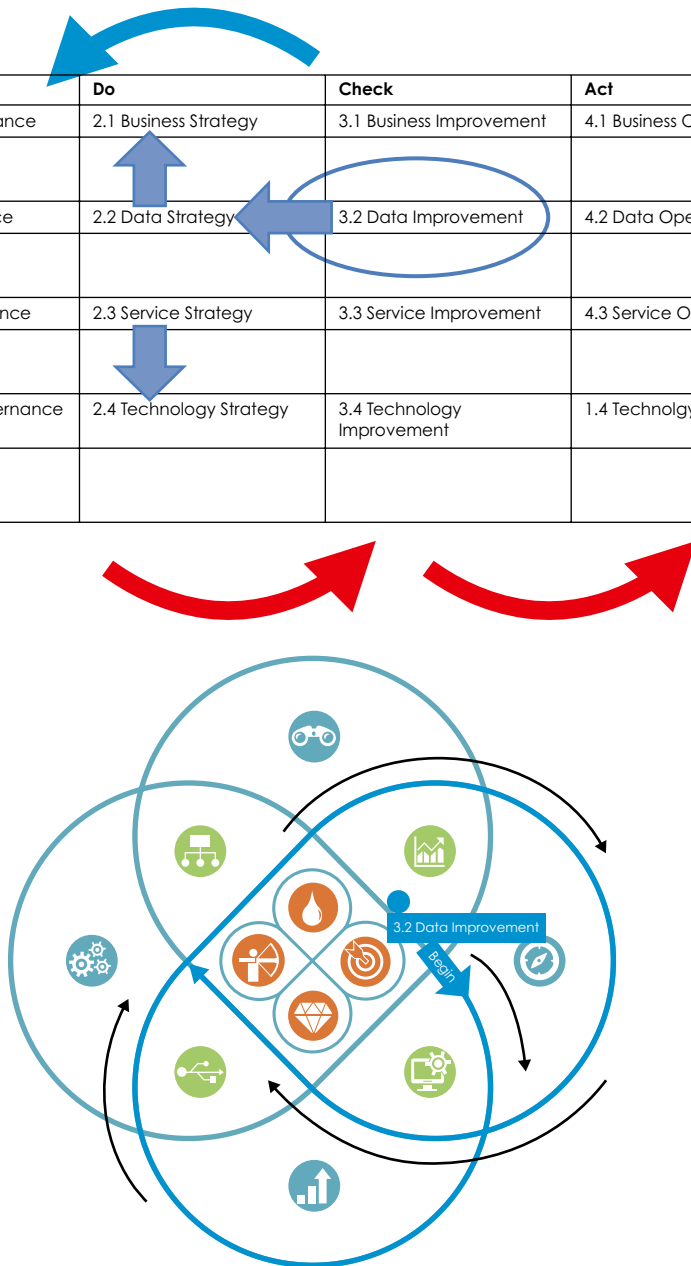 Do Check Act
ance 2.1 Business Strategy 3.1 Business Improvement 4.1 Business C
ce 2.2 Data Strategy 3.2 Data Improvement 4.2 Data Ope
nce 2.3 Service Strategy 3.3 Service Improvement 4.3 Service O
ernance 2.4 Technology Strategy 3.4 Technology 1.4 Technolgy
Improvement
3.2 Data Improvement
Begin